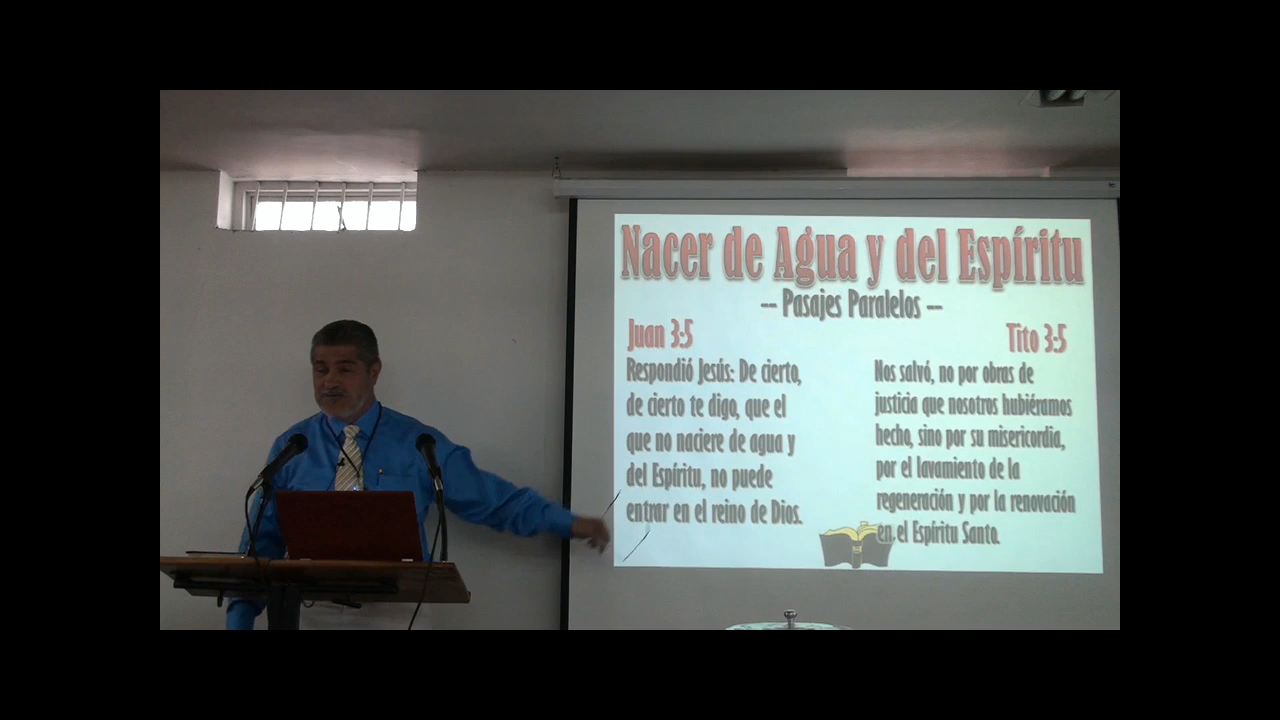 Nacer de Agua y del Espíritu
-- Pasajes Paralelos --
Juan 3:5
Respondió Jesús: De cierto,
de cierto te digo, que el
que no naciere de agua y
del Espíritu, no puede
entrar en el reino de Dios.
Tito 3:5
Nos salvó, no por obras de
justicia que nosotros hubiéramos
hecho, sino por su misericordia,
por el lavamiento de la
regeneración y por la renovación
en el Espíritu Santo.